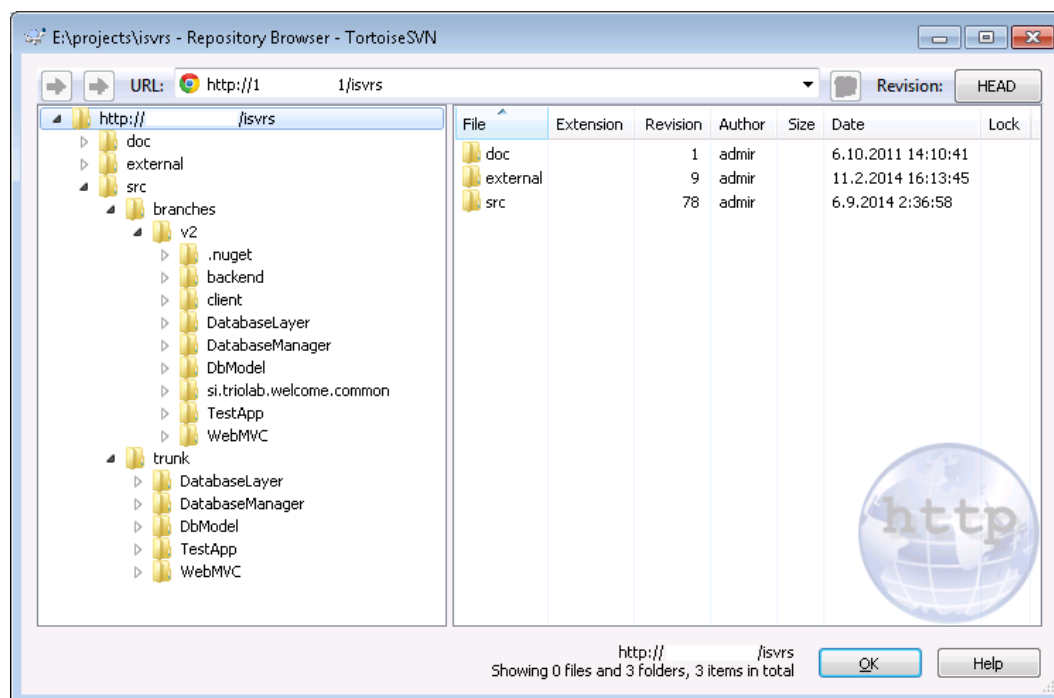 E:\projects\isvrs - Repository Browser - TortoiseSVN
URL: http://1 1/isvrs Revision: HEAD
http:// /isvrs
doc
external
src
branches
v2
.nuget
backend
client
DatabaseLayer
DatabaseManager
DbModel
si.triolab.welcome.common
TestApp
WebMVC
trunk
DatabaseLayer
DatabaseManager
DbModel
TestApp
WebMVC
File Extension Revision Author Size Date Lock
doc 1 admir 6.10.2011 14:10:41
external 9 admir 11.2.2014 16:13:45
src 78 admir 6.9.2014 2:36:58
http
http:// /isvrs
Showing 0 files and 3 folders, 3 items in total
OK Help